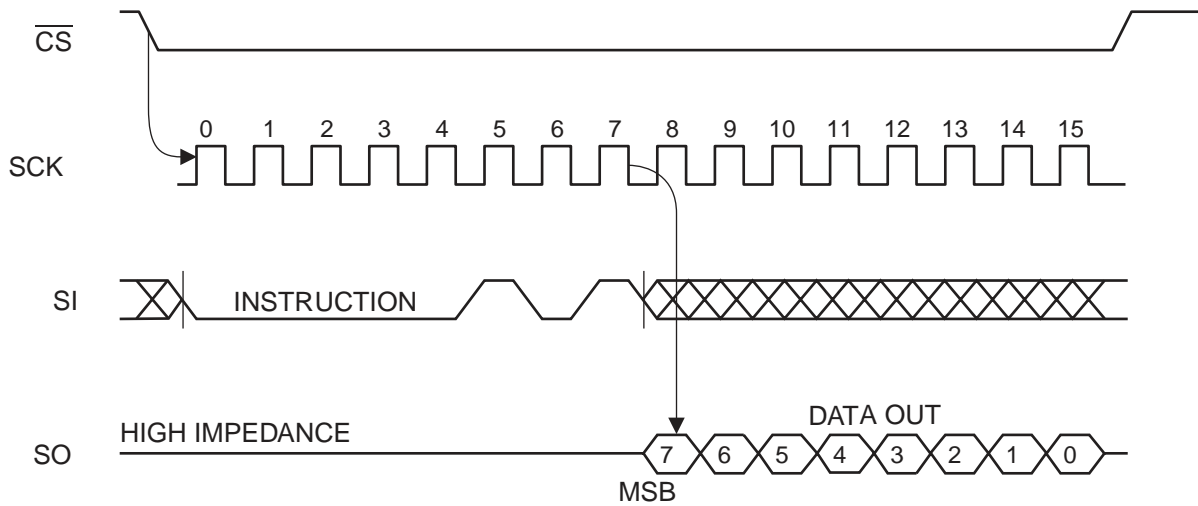 CS
0 1 2 3 4 5 6 7 8 9 10 11 12 13 14 15
SCK
SI
INSTRUCTION
DATA OUT
HIGH IMPEDANCE
SO
7 6 5 4 3 2 1 0
MSB